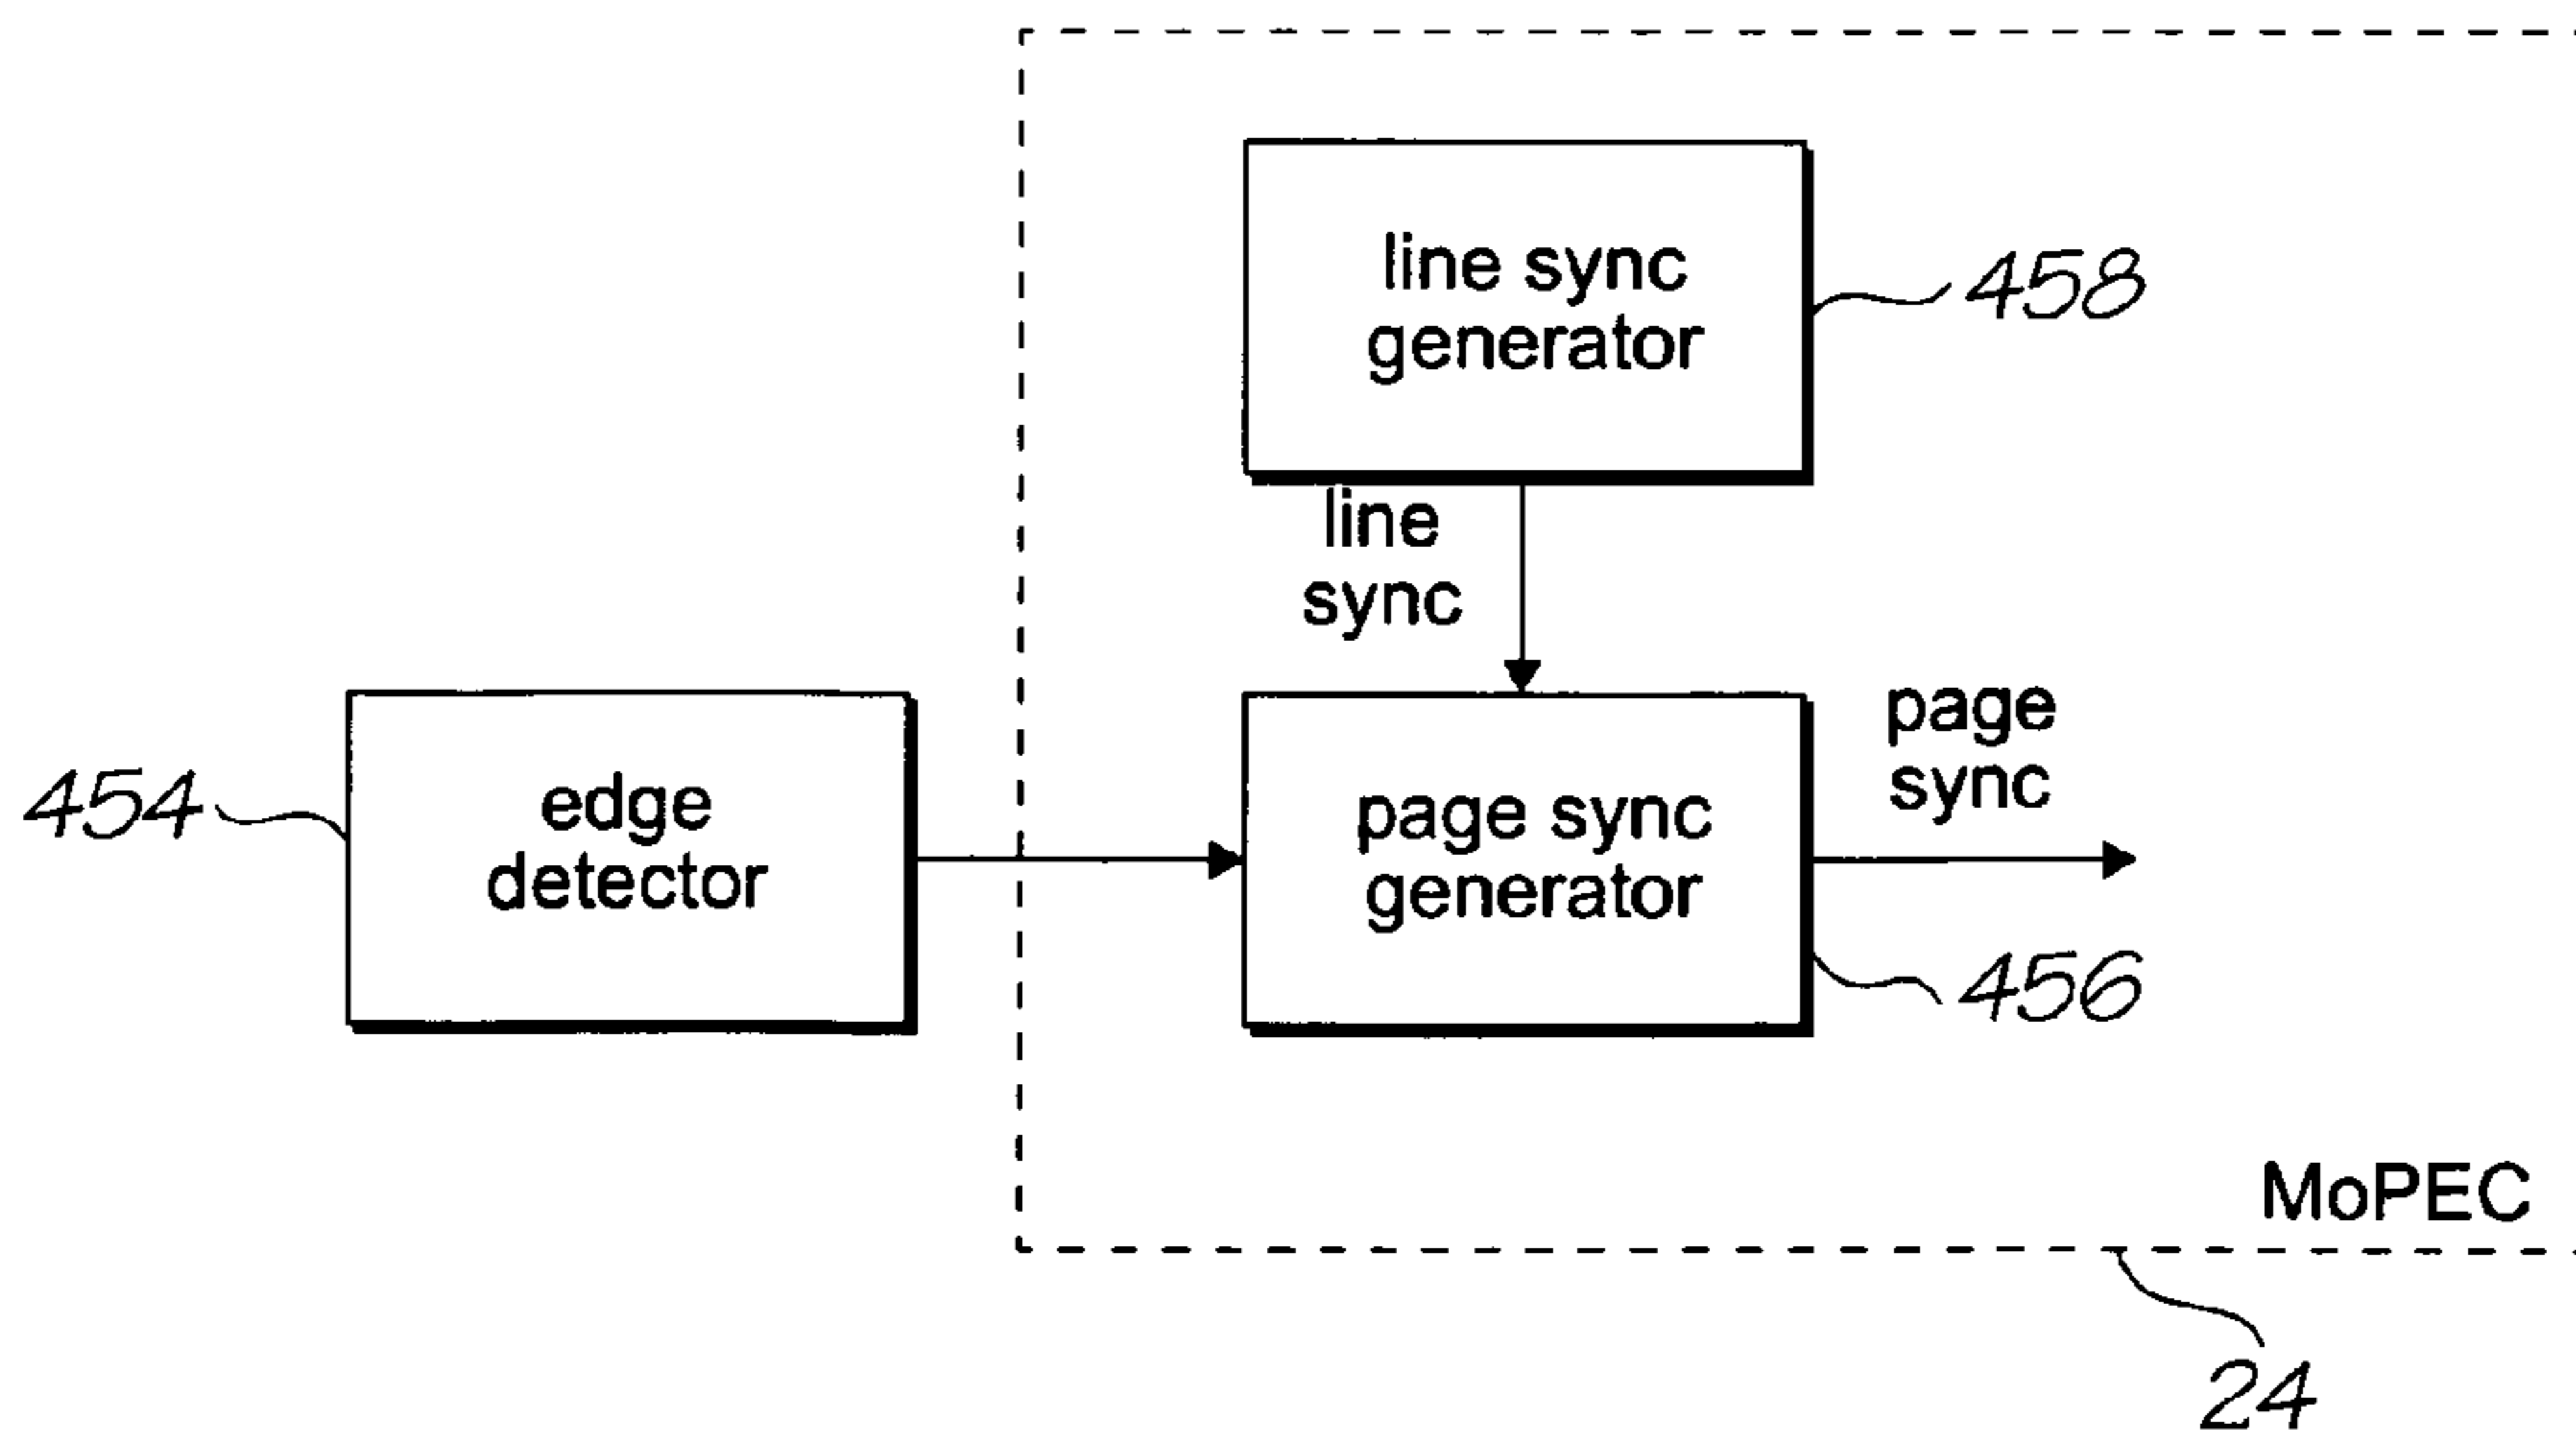 line sync
generator
458
line
sync
454
edge
detector
page sync
generator
page
sync
456
MoPEC
24